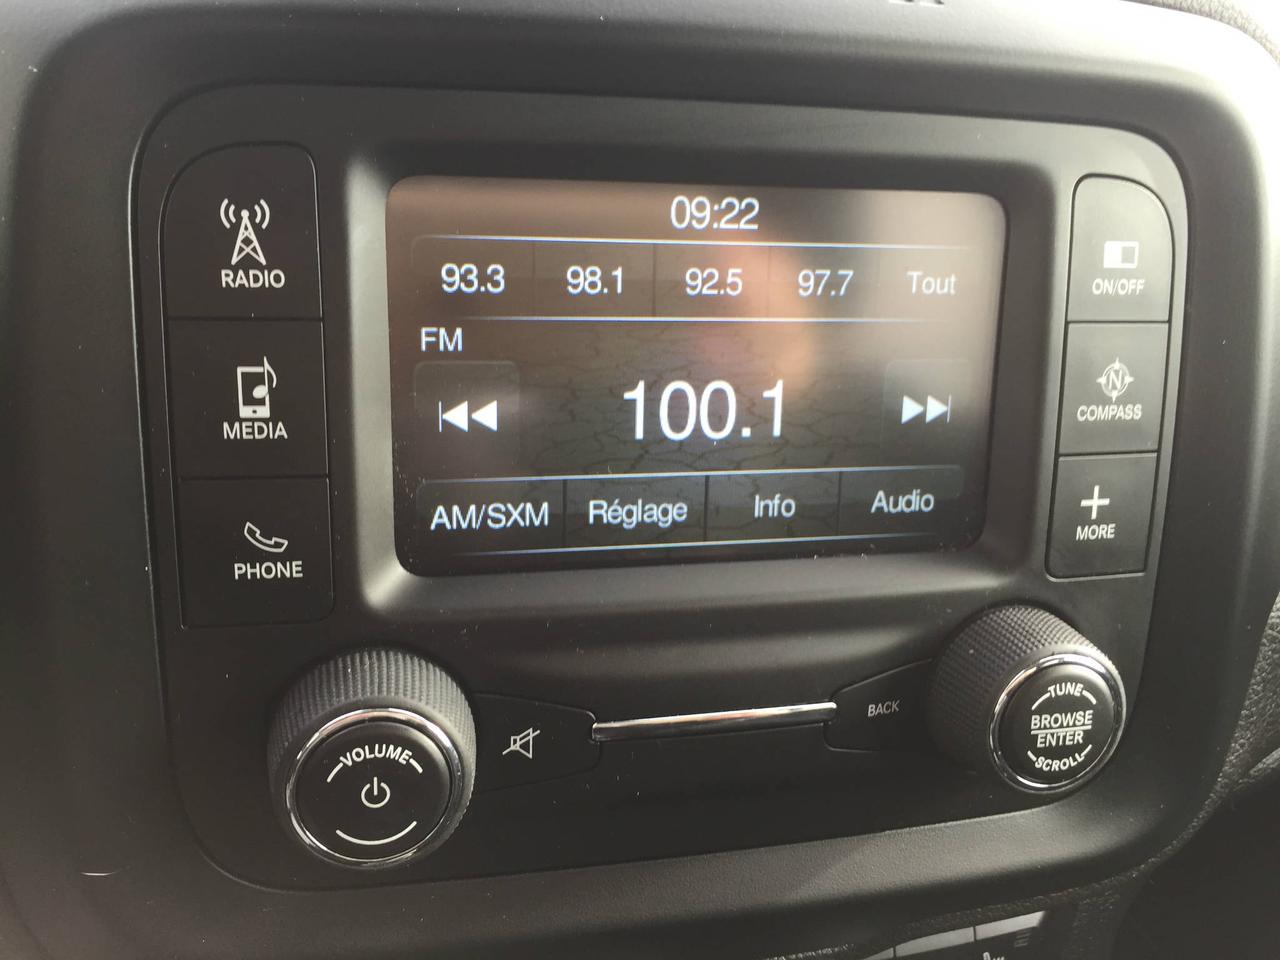 09:22
93.3 98.1 92.5 97.7 Tout
FM
100.1
AM/SXM Réglage Info Audio
RADIO
MEDIA
PHONE
ON/OFF
N
COMPASS
MORE
VOLUME
BACK
TUNE
BROWSE
ENTER
SCROLL